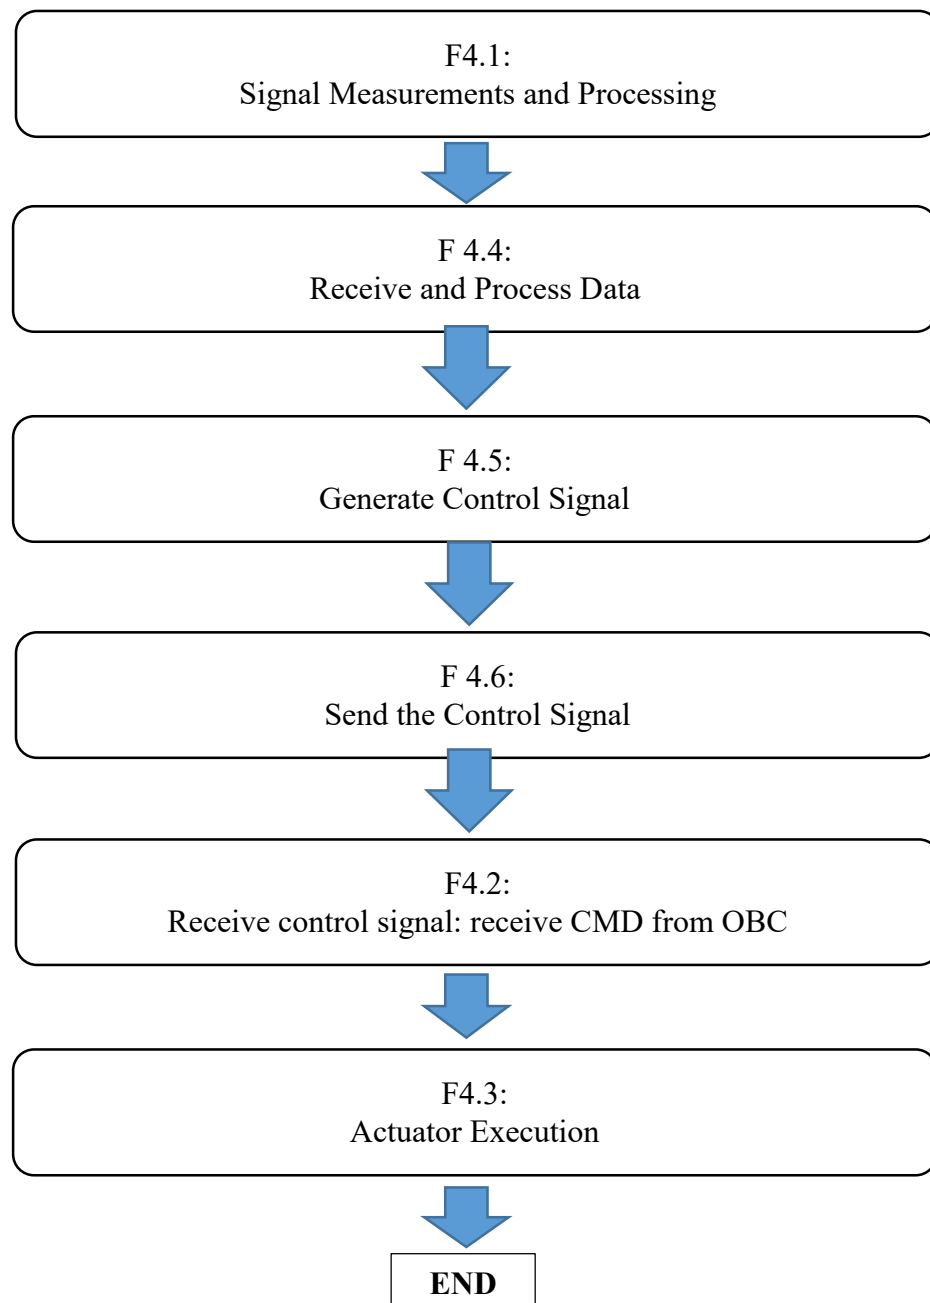 F4.1:
Signal Measurements and Processing
F 4.4:
Receive and Process Data
F 4.5:
Generate Control Signal
F 4.6:
Send the Control Signal
F4.2:
Receive control signal: receive CMD from OBC
F4.3:
Actuator Execution
END